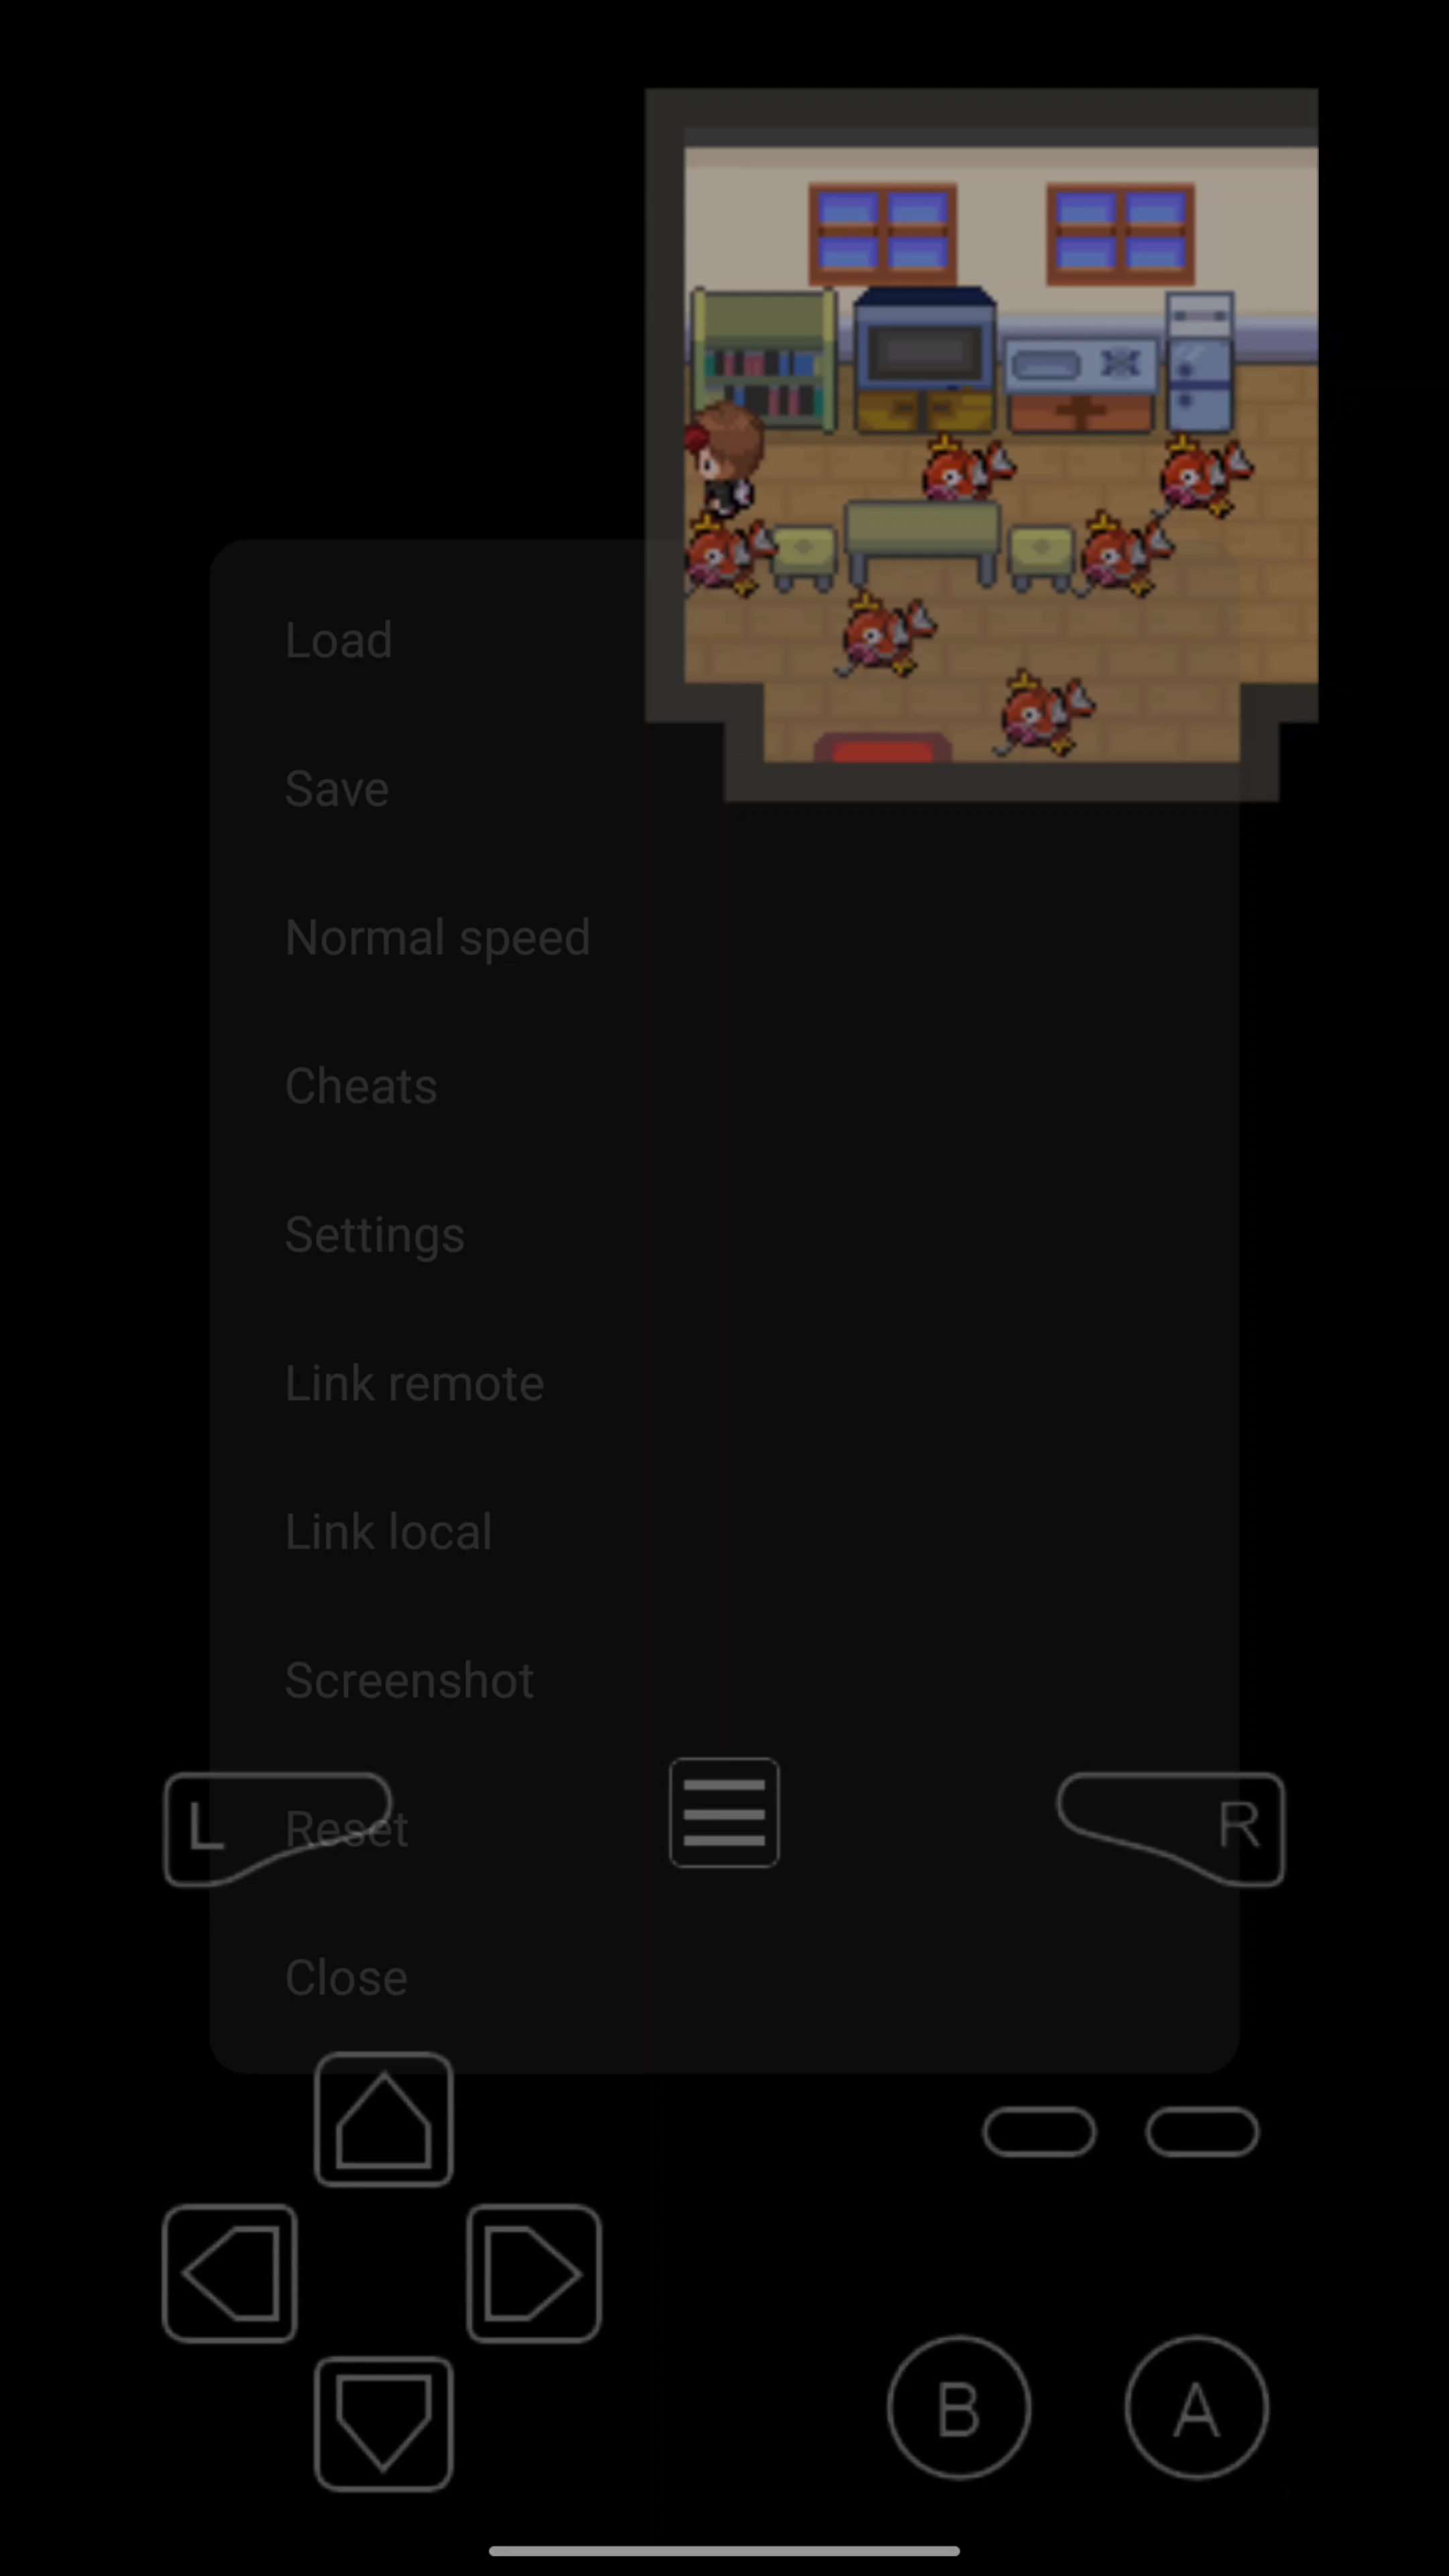 Load
Save
Normal speed
Cheats
Settings
Link remote
Link local
Screenshot
L
Reset
R
Close
B
A